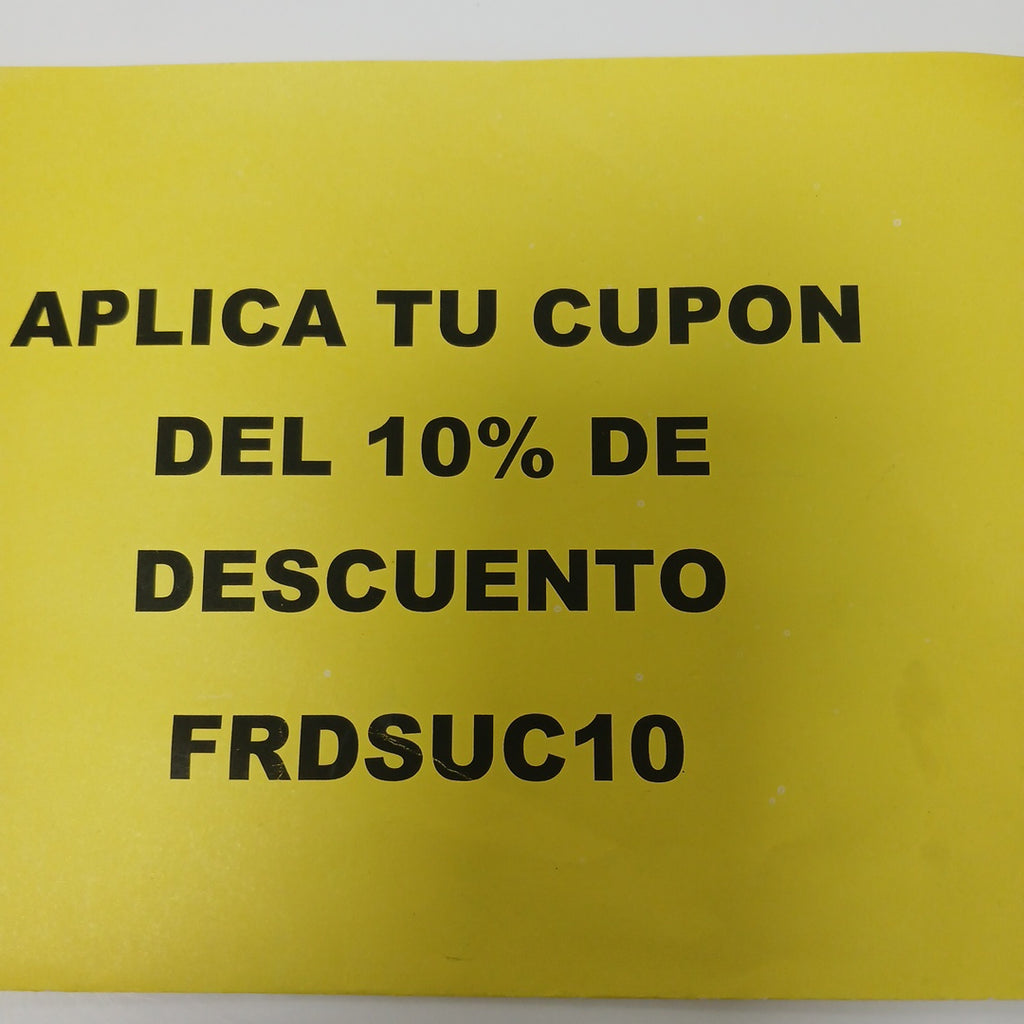 APLICA TU CUPON
DEL 10% DE
DESCUENTO
FRDSUC10